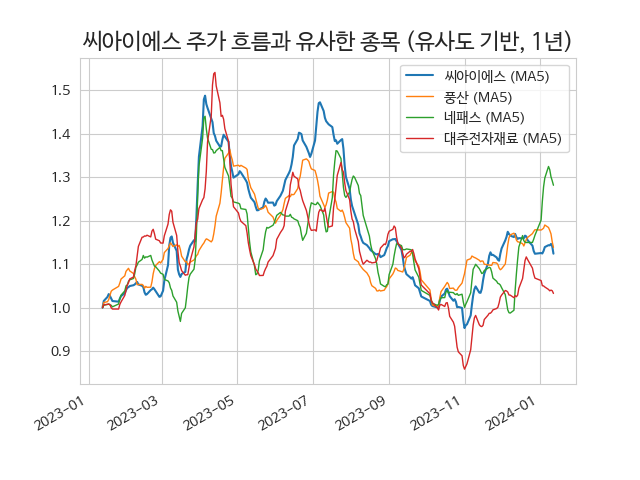 씨아이에스 주가 흐름과 유사한 종목 (유사도 기반, 1년)
씨아이에스 (MA5)
풍산 (MA5)
네패스 (MA5)
대주전자재료 (MA5)
1.5
1.4
1.3
1.2
1.1
1.0
0.9
2023-01
2023-03
2023-05
2023-07
2023-09
2023-11
2024-01